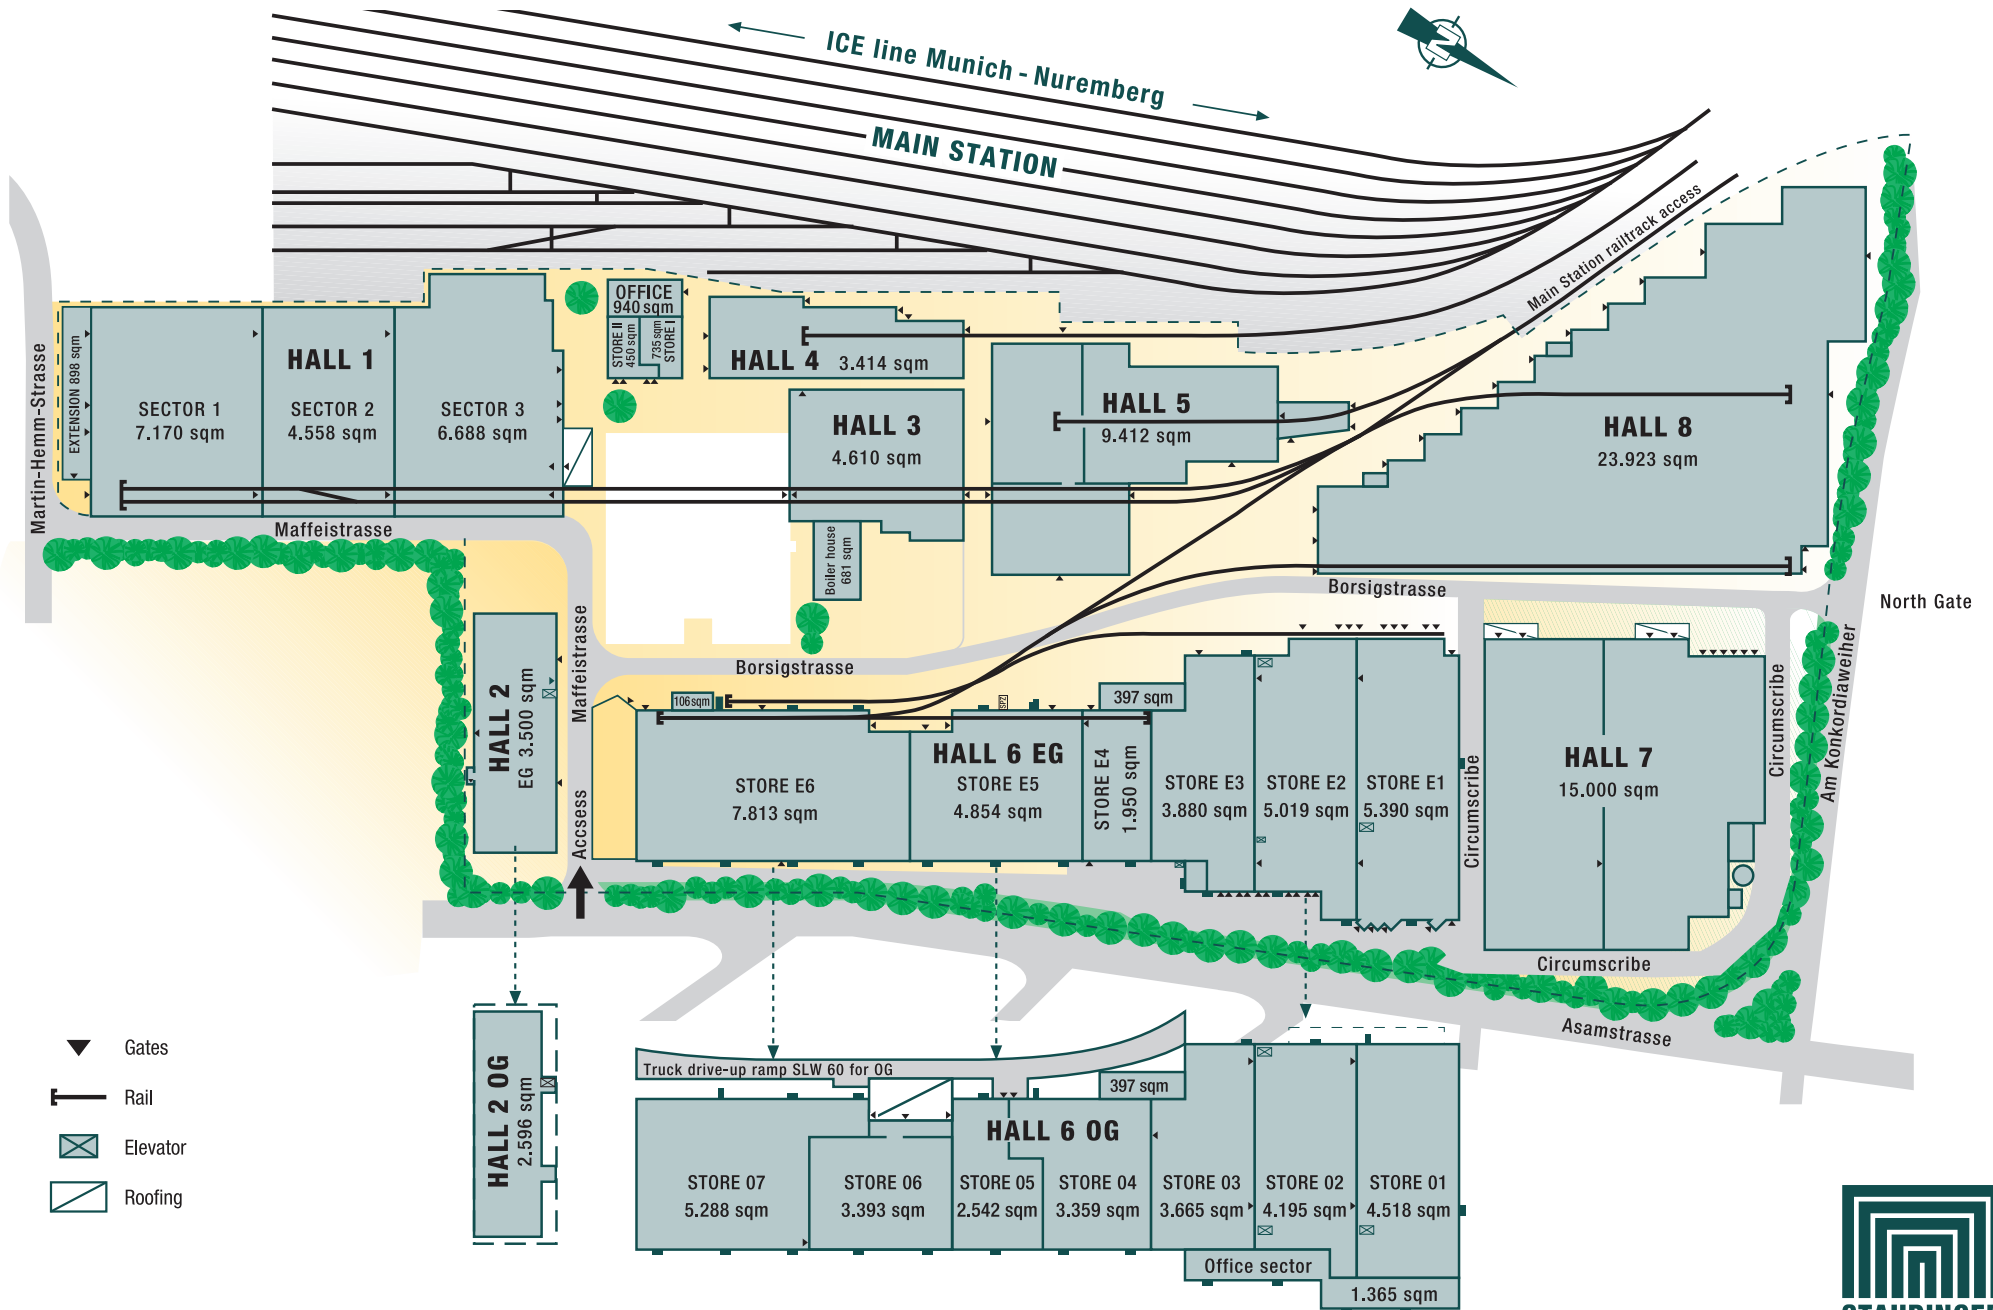 ICE line Munich - Nuremberg
MAIN STATION
Main Station railtrack access
N
Martin-Hemm-Strasse
EXTENSION 898 sqm
HALL 1
SECTOR 1
7.170 sqm
SECTOR 2
4.558 sqm
SECTOR 3
6.688 sqm
OFFICE
940 sqm
STORE II
450 sqm
735 sqm
STORE I
HALL 4 3.414 sqm
HALL 3
4.610 sqm
HALL 5
9.412 sqm
HALL 8
23.923 sqm
Boiler house
681 sqm
Maffeistrasse
Maffeistrasse
Accsess
Borsigstrasse
Borsigstrasse
North Gate
Am Konkordiaweiher
HALL 2
EG 3.500 sqm
106 sqm
SPZ
397 sqm
HALL 6 EG
STORE E6
7.813 sqm
STORE E5
4.854 sqm
STORE E4
1.950 sqm
STORE E3
3.880 sqm
STORE E2
5.019 sqm
STORE E1
5.390 sqm
Circumscribe
HALL 7
15.000 sqm
Circumscribe
Circumscribe
Asamstrasse
HALL 2 OG
2.596 sqm
Truck drive-up ramp SLW 60 for OG
397 sqm
HALL 6 OG
STORE 07
5.288 sqm
STORE 06
3.393 sqm
STORE 05
2.542 sqm
STORE 04
3.359 sqm
STORE 03
3.665 sqm
STORE 02
4.195 sqm
STORE 01
4.518 sqm
Office sector
1.365 sqm
Gates
Rail
Elevator
Roofing